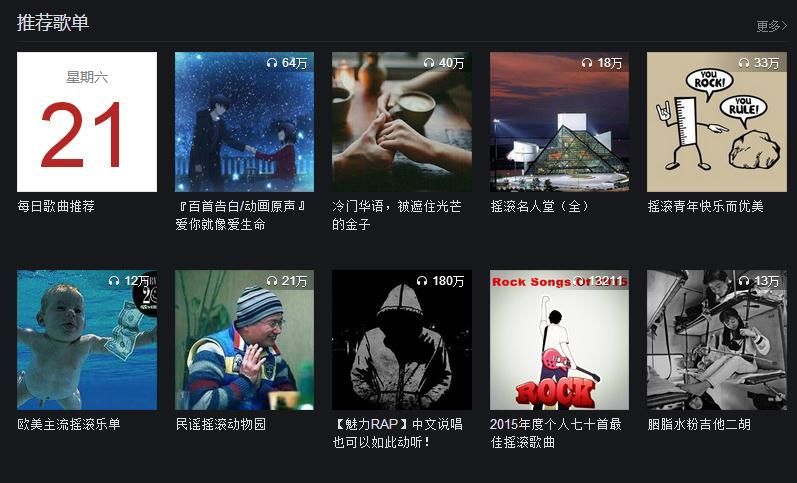 推荐歌单
更多>
星期六
21
每日歌曲推荐
64万
『百首告白/动画原声』
爱你就像爱生命
40万
冷门华语，被遮住光芒
的金子
18万
摇滚名人堂（全）
33万
YOU
ROCK!
YOU
RULE!
摇滚青年快乐而优美
12万
欧美主流摇滚乐单
21万
民谣摇滚动物园
180万
【魅力RAP】中文说唱
也可以如此动听！
Rock Songs Of 2015
13211
ROCK
2015年度个人七十首最
佳摇滚歌曲
13万
胭脂水粉吉他二胡